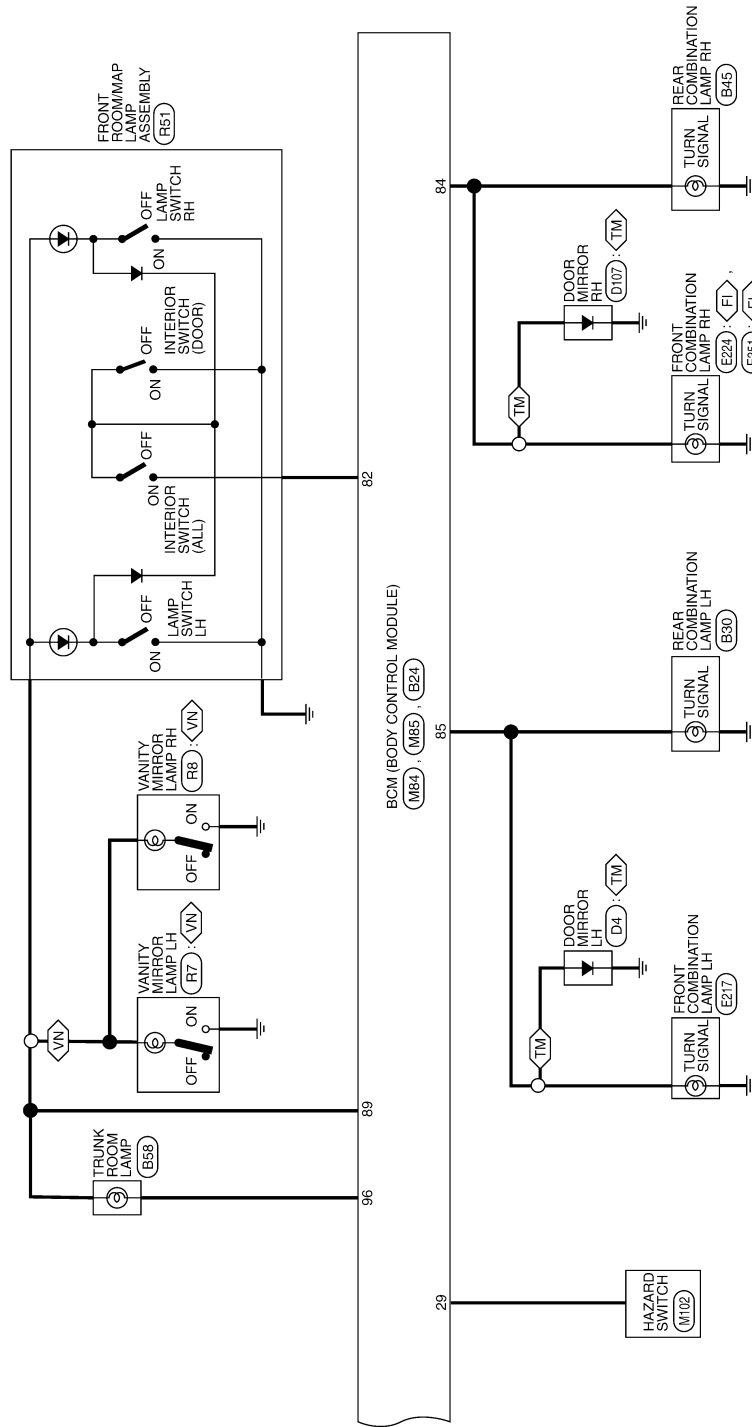 FRONT
ROOM/MAP
LAMP
ASSEMBLY
R51
OFF
ON
LAMP
SWITCH
RH
OFF
ON
INTERIOR
SWITCH
(DOOR)
OFF
ON
INTERIOR
SWITCH
(ALL)
OFF
ON
LAMP
SWITCH
LH
VANITY
MIRROR
LAMP RH
R8 : VN
OFF
ON
VANITY
MIRROR
LAMP LH
R7 : VN
OFF
ON
VN
TRUNK
ROOM
LAMP
B58
96
89
82
BCM (BODY CONTROL MODULE)
M84 , M85 , B24
29
85
84
HAZARD
SWITCH
M102
TM
DOOR
MIRROR
LH
D4 : TM
FRONT
COMBINATION
LAMP LH
E217
TURN
SIGNAL
REAR
COMBINATION
LAMP LH
B30
TURN
SIGNAL
TM
DOOR
MIRROR
RH
D107 : TM
FRONT
COMBINATION
LAMP RH
E224 : FI ,
TURN
SIGNAL
REAR
COMBINATION
LAMP RH
B45
TURN
SIGNAL